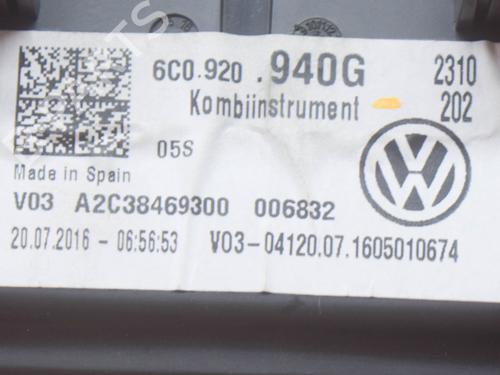 6C0.920 .940G 2310
Kombiinstrument 202
05S
Made in Spain
V03 A2C38469300 006832
20.07.2016 - 06:56:53 V03-04120.07.1605010674